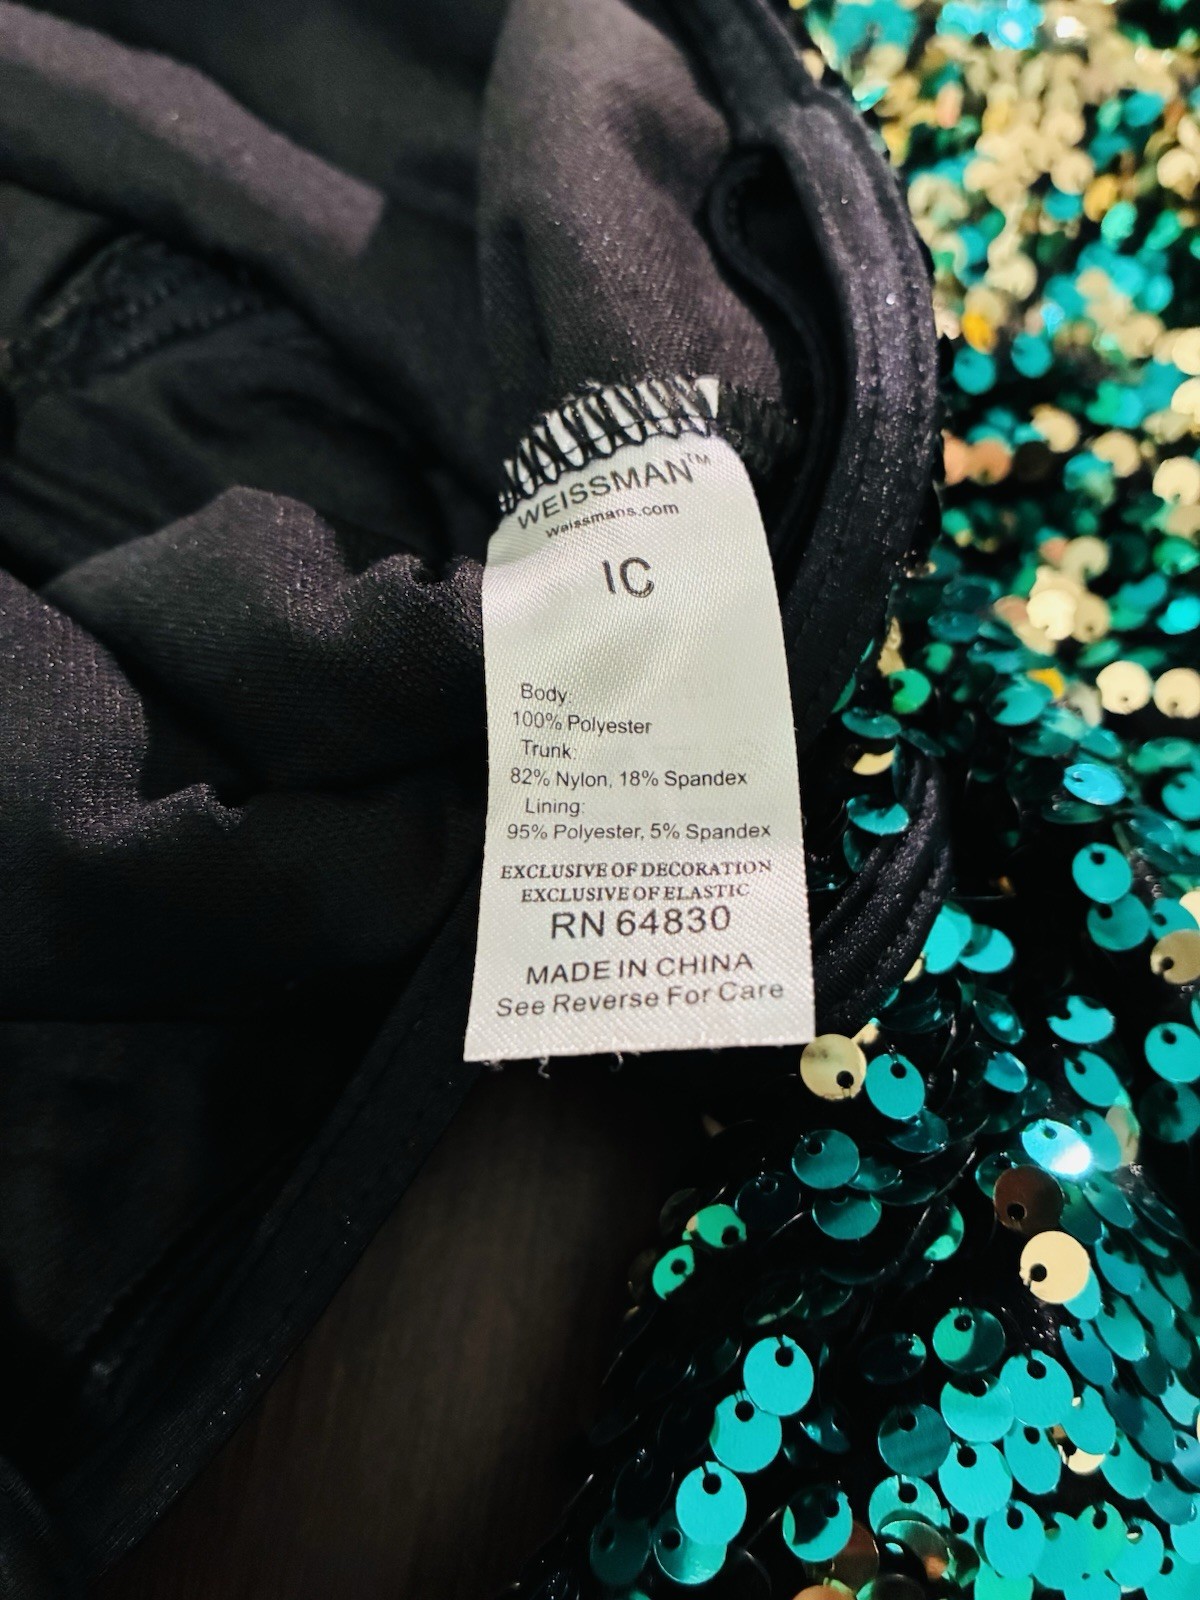 WEISSMAN™
waissmans.com
IC
Body
100% Polyester
Trunk:
82% Nylon, 18% Spandex
Lining:
95% Polyester, 5% Spandex
EXCLUSIVE OF DECORATION
EXCLUSIVE OF ELASTIC
RN 64830
MADE IN CHINA
See Reverse For Care